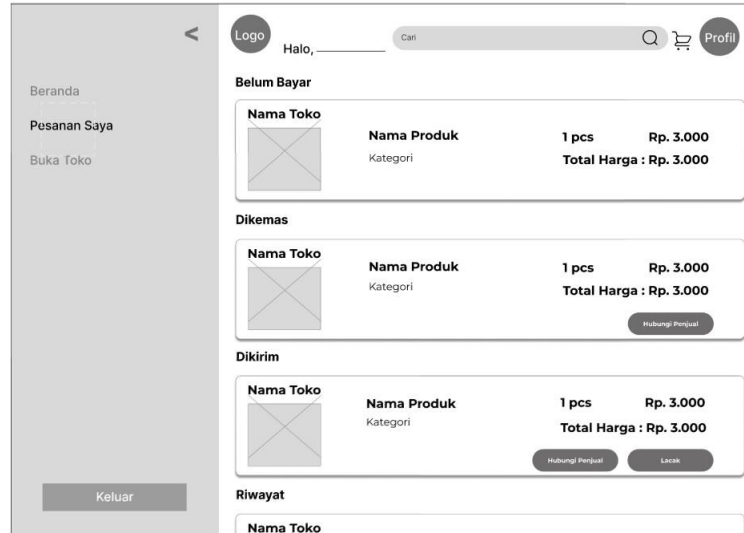 <
Beranda
Pesanan Saya
Buka Toko
Keluar
Logo
Halo, __________
Cari
Profil
Belum Bayar
Nama Toko
Nama Produk
Kategori
1 pcs Rp. 3.000
Total Harga : Rp. 3.000
Dikemas
Nama Toko
Nama Produk
Kategori
1 pcs Rp. 3.000
Total Harga : Rp. 3.000
Hubungi Penjual
Dikirim
Nama Toko
Nama Produk
Kategori
1 pcs Rp. 3.000
Total Harga : Rp. 3.000
Hubungi Penjual Lacak
Riwayat
Nama Toko